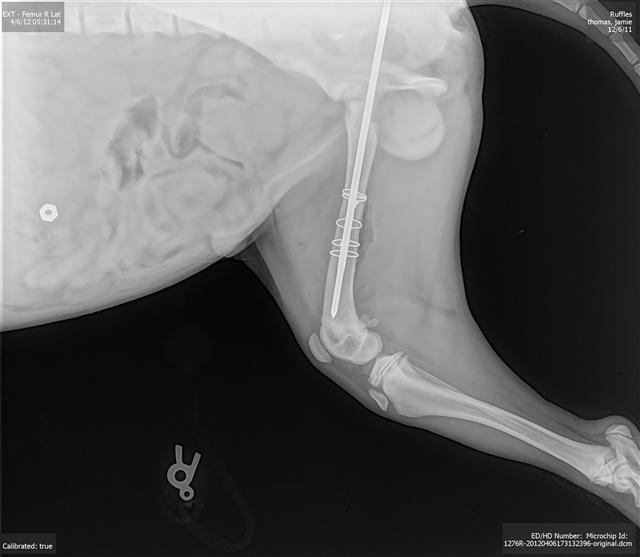 EXT - Femur R Lat
4/6/12 05:31:14
Ruffles
thomas, jamie
12/6/11
Calibrated: true
ED/HD Number: Microchip Id:
1276R-20120406173132396-original.dcm